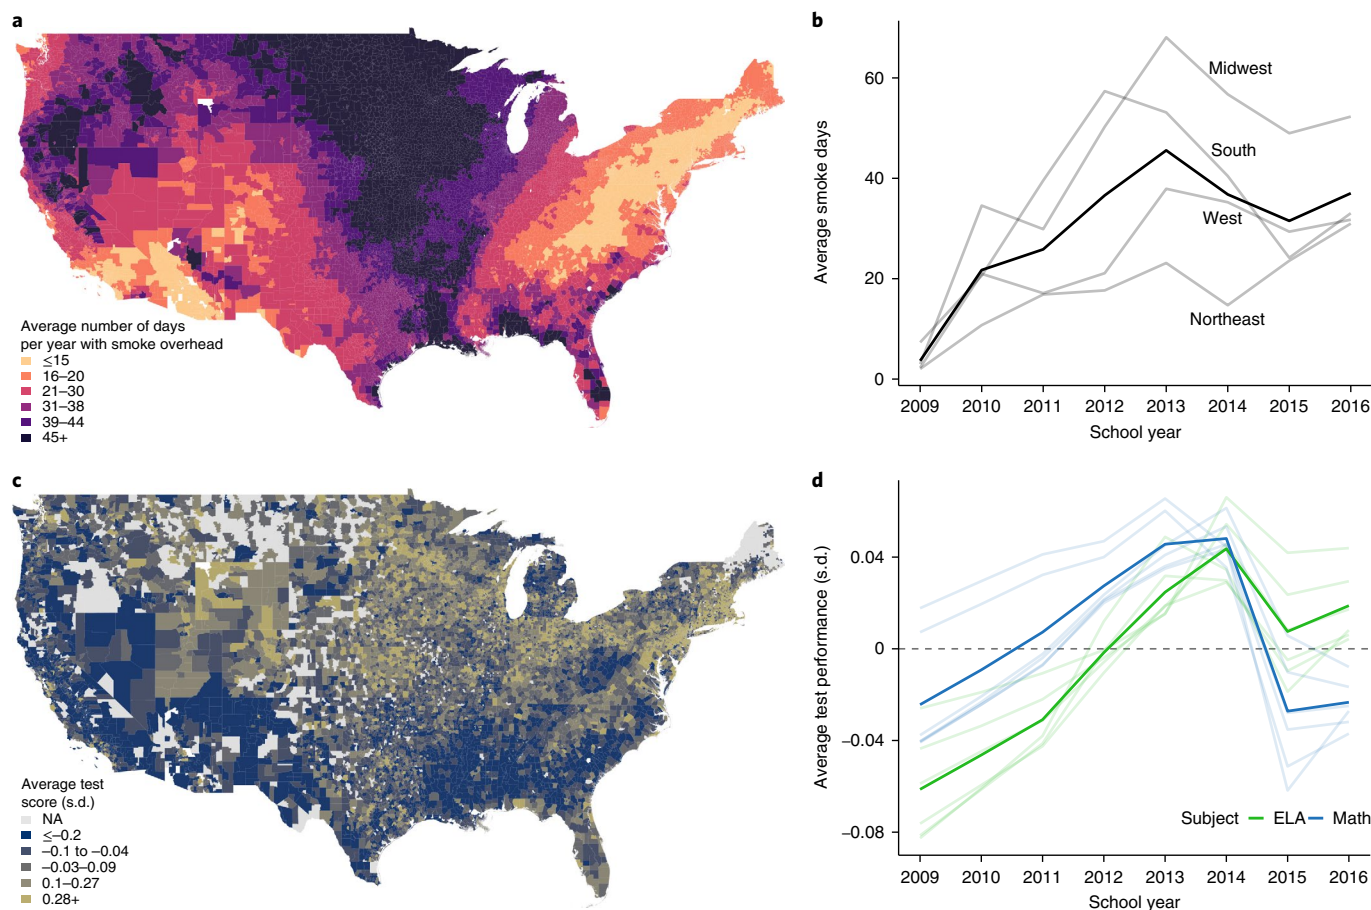 a
Average number of days
per year with smoke overhead
≤15
16–20
21–30
31–38
39–44
45+
b
Average smoke days
60
40
20
0
Midwest
South
West
Northeast
2009 2010 2011 2012 2013 2014 2015 2016
School year
c
Average test
score (s.d.)
NA
≤–0.2
–0.1 to –0.04
–0.03–0.09
0.1–0.27
0.28+
d
Average test performance (s.d.)
0.04
0
–0.04
–0.08
Subject ELA Math
2009 2010 2011 2012 2013 2014 2015 2016
School year